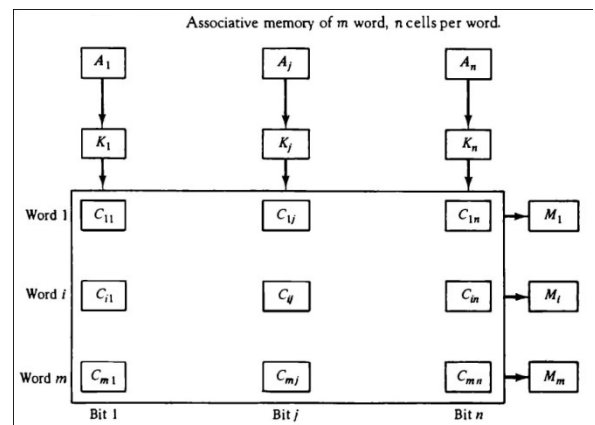 Associative memory of m word, n cells per word.
A₁ Aⱼ Aₙ
K₁ Kⱼ Kₙ
Word 1 C₁₁ C₁ⱼ C₁ₙ M₁
Word i Cᵢ₁ Cᵢⱼ Cᵢₙ Mᵢ
Word m Cₘ₁ Cₘⱼ Cₘₙ Mₘ
Bit 1 Bit j Bit n